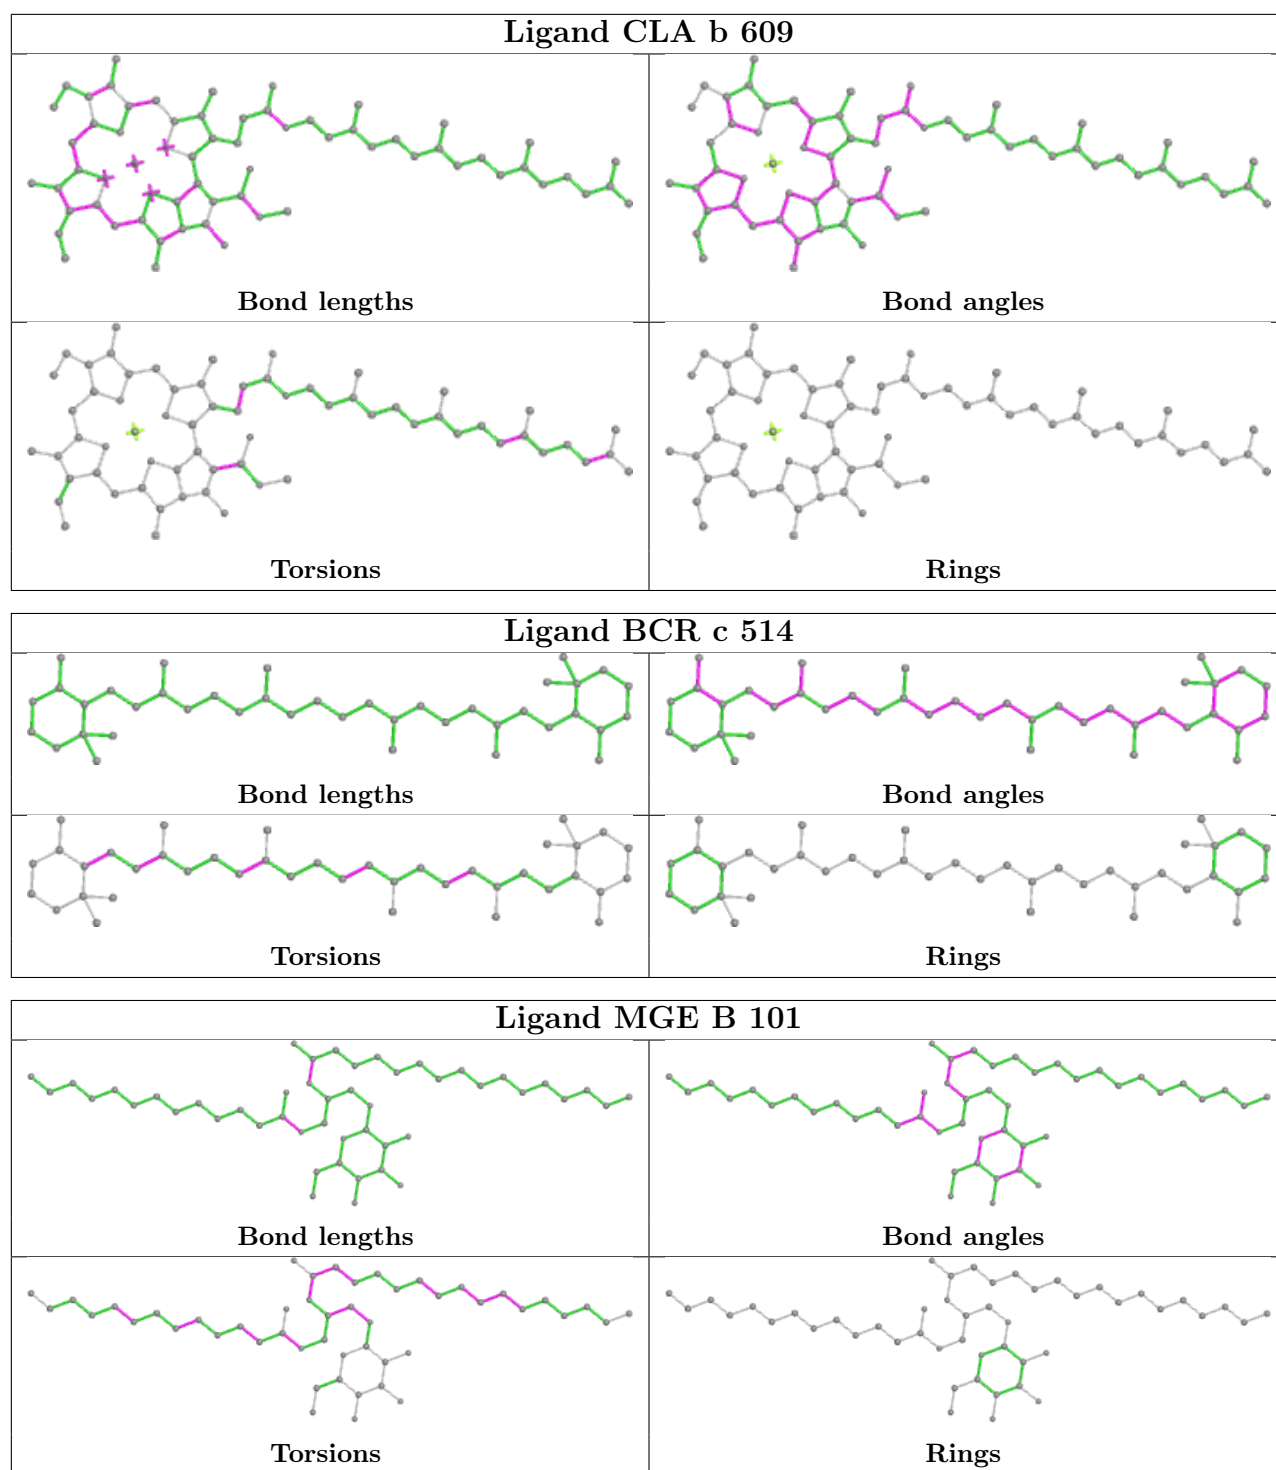 Ligand CLA b 609
Bond lengths
Bond angles
Torsions
Rings
Ligand BCR c 514
Bond lengths
Bond angles
Torsions
Rings
Ligand MGE B 101
Bond lengths
Bond angles
Torsions
Rings